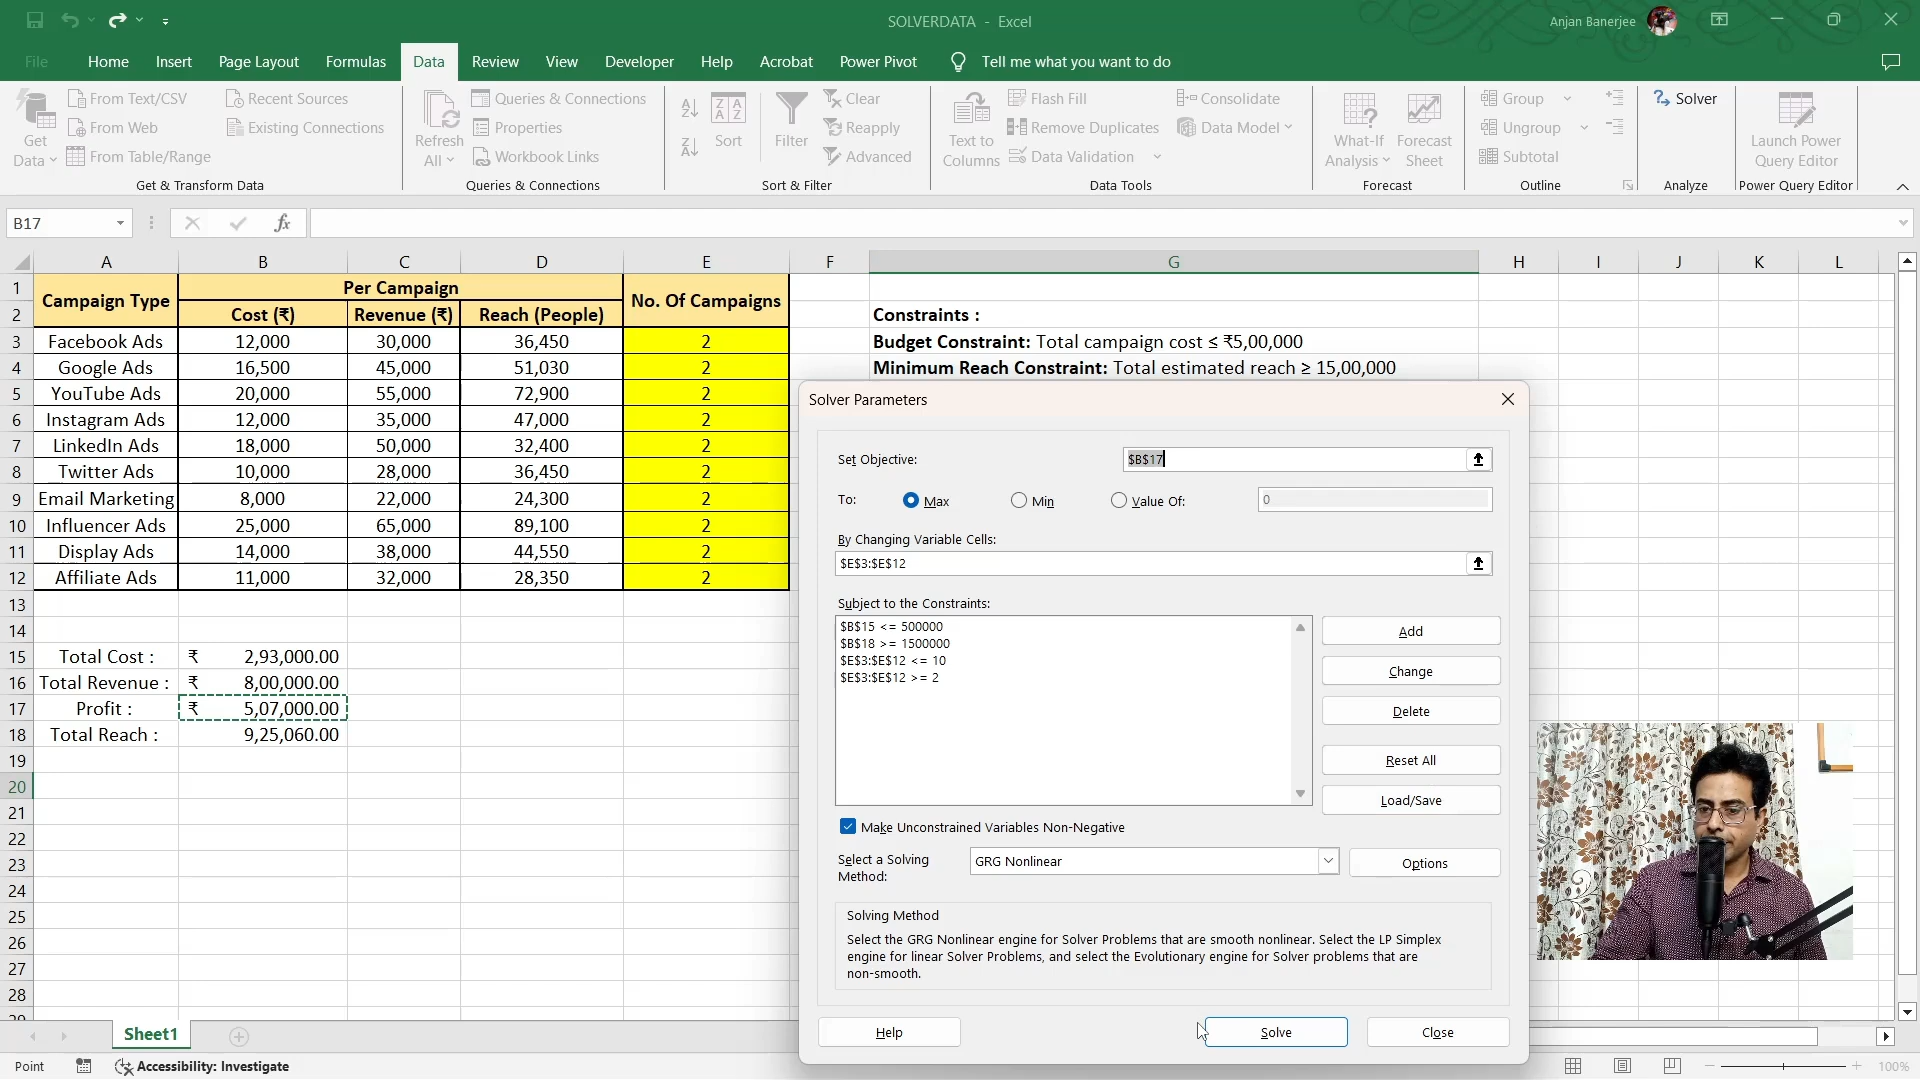 SOLVERDATA - Excel
Anjan Banerjee
File
Home
Insert
Page Layout
Formulas
Data
Review
View
Developer
Help
Acrobat
Power Pivot
Tell me what you want to do
Get Data
From Text/CSV
From Web
From Table/Range
Recent Sources
Existing Connections
Get & Transform Data
Refresh All
Queries & Connections
Properties
Workbook Links
Queries & Connections
Sort
Filter
Clear
Reapply
Advanced
Sort & Filter
Text to Columns
Flash Fill
Remove Duplicates
Data Validation
Consolidate
Data Model
Data Tools
What-If Analysis
Forecast Sheet
Forecast
Group
Ungroup
Subtotal
Outline
Solver
Analyze
Launch Power Query Editor
Power Query Editor
B17
fx
A B C D E F G H I J K L
1 Campaign Type Per Campaign No. Of Campaigns
2 Cost (₹) Revenue (₹) Reach (People) Constraints :
3 Facebook Ads 12,000 30,000 36,450 2 Budget Constraint: Total campaign cost ≤ ₹5,00,000
4 Google Ads 16,500 45,000 51,030 2 Minimum Reach Constraint: Total estimated reach ≥ 15,00,000
5 YouTube Ads 20,000 55,000 72,900 2
6 Instagram Ads 12,000 35,000 47,000 2
7 LinkedIn Ads 18,000 50,000 32,400 2
8 Twitter Ads 10,000 28,000 36,450 2
9 Email Marketing 8,000 22,000 24,300 2
10 Influencer Ads 25,000 65,000 89,100 2
11 Display Ads 14,000 38,000 44,550 2
12 Affiliate Ads 11,000 32,000 28,350 2
13
14
15 Total Cost : ₹ 2,93,000.00
16 Total Revenue : ₹ 8,00,000.00
17 Profit : ₹ 5,07,000.00
18 Total Reach : 9,25,060.00
19
20
21
22
23
24
25
26
27
28
29
Solver Parameters
Set Objective: $B$17
To: Max Min Value Of: 0
By Changing Variable Cells:
$E$3:$E$12
Subject to the Constraints:
$B$15 <= 500000
$B$18 >= 1500000
$E$3:$E$12 <= 10
$E$3:$E$12 >= 2
Add
Change
Delete
Reset All
Load/Save
Make Unconstrained Variables Non-Negative
Select a Solving Method: GRG Nonlinear
Options
Solving Method
Select the GRG Nonlinear engine for Solver Problems that are smooth nonlinear. Select the LP Simplex
engine for linear Solver Problems, and select the Evolutionary engine for Solver problems that are
non-smooth.
Help
Solve
Close
Sheet1
Point
Accessibility: Investigate
100%